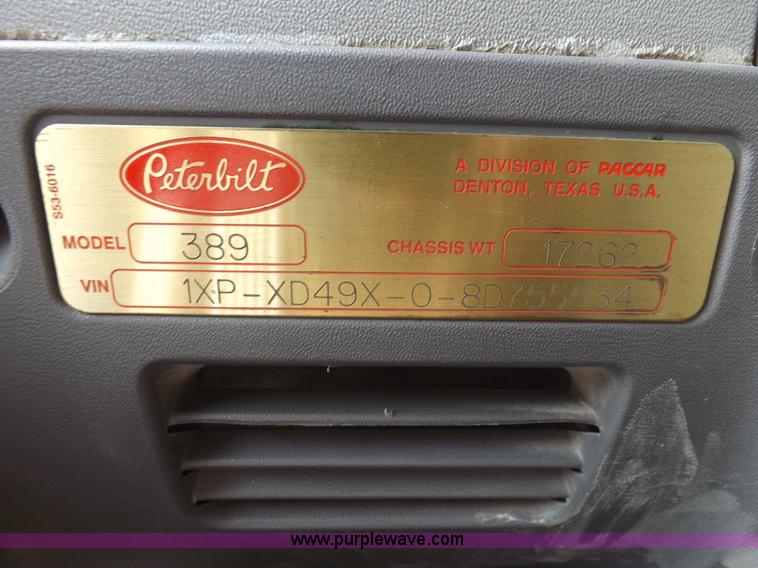 S53-6016
Peterbilt
A DIVISION OF PACCAR
DENTON, TEXAS U.S.A.
MODEL 389
CHASSIS WT 17262
VIN 1XP-XD49X-0-8D755534
www.purplewave.com